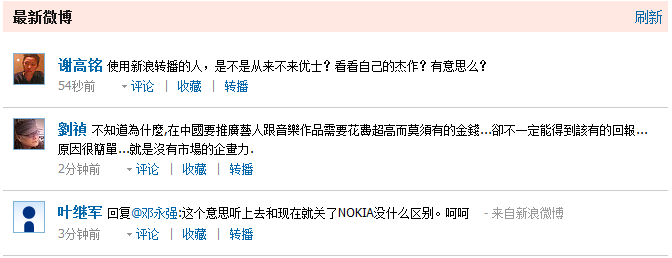 最新微博 刷新
谢高铭 使用新浪转播的人，是不是从来不来优士？看看自己的杰作？有意思么？
54秒前 评论 | 收藏 | 转播
劉禎 不知道為什麼,在中國要推廣藝人跟音樂作品需要花費超高而莫須有的金錢...卻不一定能得到該有的回報...
原因很簡單...就是沒有市場的企畫力.
2分钟前 评论 | 收藏 | 转播
叶继军 回复@邓永强:这个意思听上去和现在就关了NOKIA没什么区别。呵呵 - 来自新浪微博
3分钟前 评论 | 收藏 | 转播